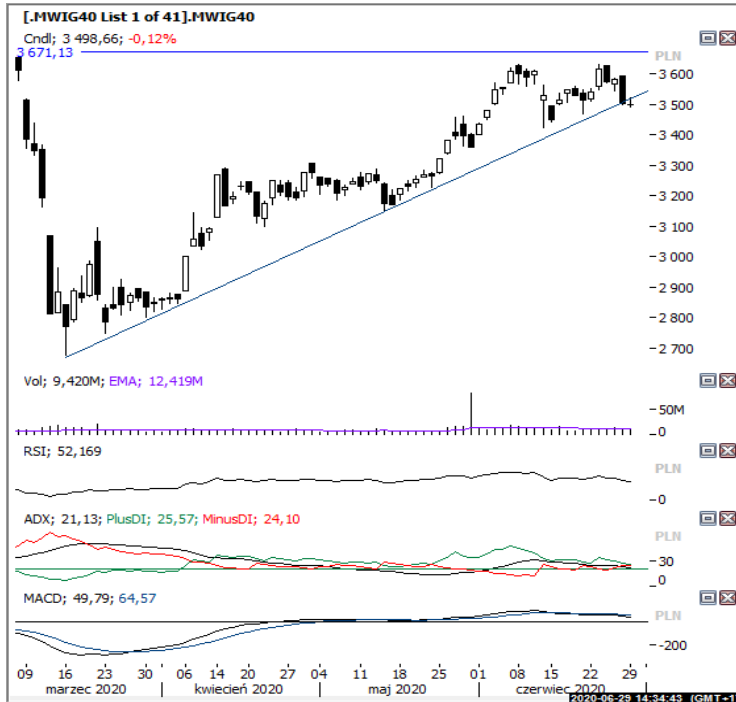 [.MWIG40 List 1 of 41].MWIG40
Cndl; 3 498,66; -0,12%
3 671,13
PLN
3 600
3 500
3 400
3 300
3 200
3 100
3 000
2 900
2 800
2 700
Vol; 9,420M; EMA; 12,419M
50M
0
RSI; 52,169
PLN
0
ADX; 21,13; PlusDI; 25,57; MinusDI; 24,10
PLN
30
0
MACD; 49,79; 64,57
PLN
-200
09 16 23 30 06 14 20 27 04 11 18 25 01 08 15 22 29
marzec 2020 kwiecień 2020 maj 2020 czerwiec 2020
2020-06-29 14:34:43 (GMT+1